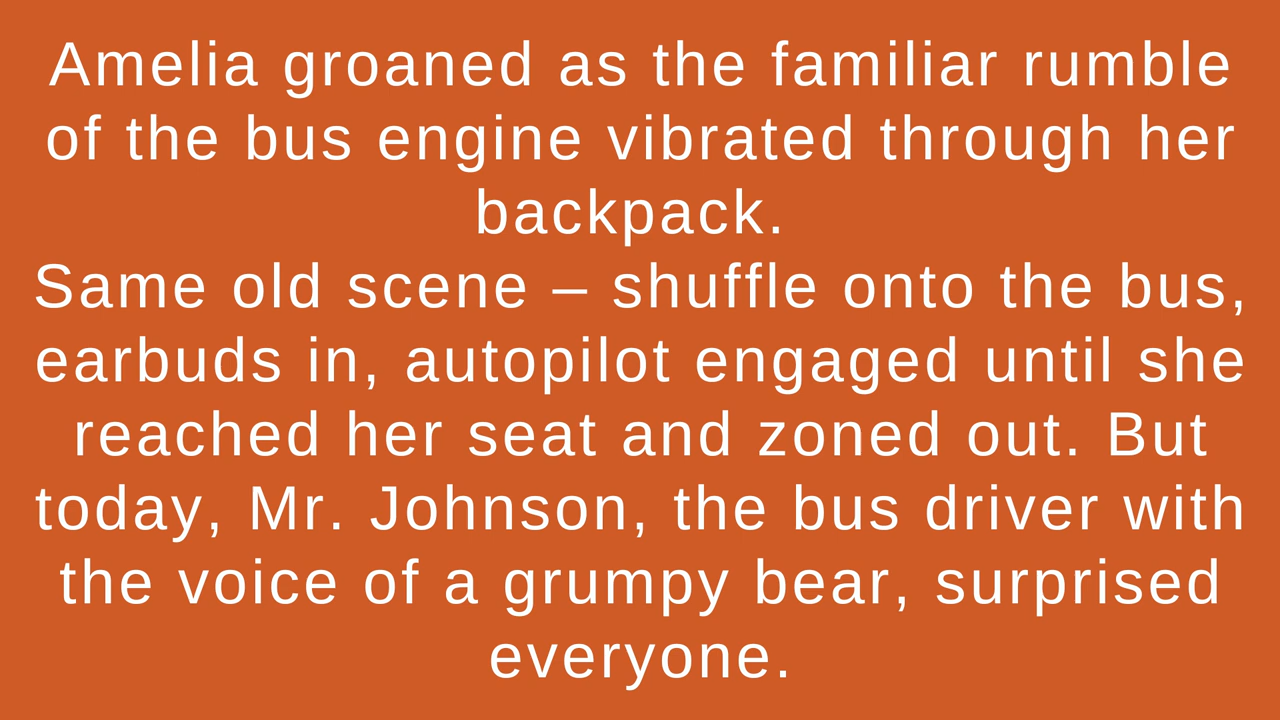 Amelia groaned as the familiar rumble
of the bus engine vibrated through her
backpack.
Same old scene – shuffle onto the bus,
earbuds in, autopilot engaged until she
reached her seat and zoned out. But
today, Mr. Johnson, the bus driver with
the voice of a grumpy bear, surprised
everyone.